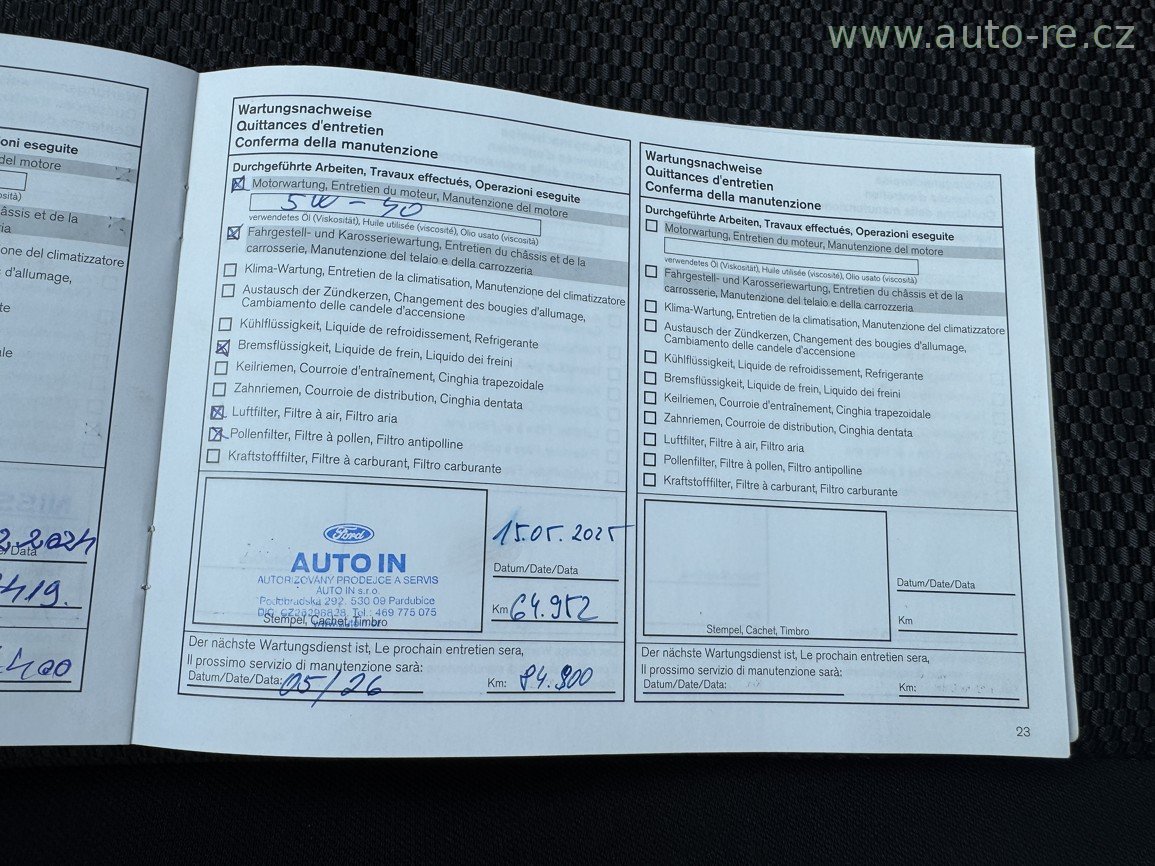 www.auto-re.cz
oni eseguite
del motore
sità)
âssis et de la
ria
one del climatizzatore
s d'allumage,
te
ale
2.2024
/Data
419.
400
Wartungsnachweise
Quittances d'entretien
Conferma della manutenzione
Durchgeführte Arbeiten, Travaux effectués, Operazioni eseguite
Motorwartung, Entretien du moteur, Manutenzione del motore
5W-40
verwendetes Öl (Viskosität), Huile utilisée (viscosité), Olio usato (viscosità)
Fahrgestell- und Karosseriewartung, Entretien du châssis et de la
carrosserie, Manutenzione del telaio e della carrozzeria
Klima-Wartung, Entretien de la climatisation, Manutenzione del climatizzatore
Austausch der Zündkerzen, Changement des bougies d'allumage,
Cambiamento delle candele d'accensione
Kühlflüssigkeit, Liquide de refroidissement, Refrigerante
Bremsflüssigkeit, Liquide de frein, Liquido dei freini
Keilriemen, Courroie d'entraînement, Cinghia trapezoidale
Zahnriemen, Courroie de distribution, Cinghia dentata
Luftfilter, Filtre à air, Filtro aria
Pollenfilter, Filtre à pollen, Filtro antipolline
Kraftstofffilter, Filtre à carburant, Filtro carburante
Ford
AUTO IN
AUTORIZOVANÝ PRODEJCE A SERVIS
AUTO IN s.r.o.
Poděbradská 292, 530 09 Pardubice
DIČ: CZ25298828, Tel.: 469 775 075
Stempel, Cachet, Timbro
15.05.2025
Datum/Date/Data
Km 64.952
Der nächste Wartungsdienst ist, Le prochain entretien sera,
Il prossimo servizio di manutenzione sarà:
Datum/Date/Data: 05/26
Km: 84.900
Wartungsnachweise
Quittances d'entretien
Conferma della manutenzione
Durchgeführte Arbeiten, Travaux effectués, Operazioni eseguite
Motorwartung, Entretien du moteur, Manutenzione del motore
verwendetes Öl (Viskosität), Huile utilisée (viscosité), Olio usato (viscosità)
Fahrgestell- und Karosseriewartung, Entretien du châssis et de la
carrosserie, Manutenzione del telaio e della carrozzeria
Klima-Wartung, Entretien de la climatisation, Manutenzione del climatizzatore
Austausch der Zündkerzen, Changement des bougies d'allumage,
Cambiamento delle candele d'accensione
Kühlflüssigkeit, Liquide de refroidissement, Refrigerante
Bremsflüssigkeit, Liquide de frein, Liquido dei freini
Keilriemen, Courroie d'entraînement, Cinghia trapezoidale
Zahnriemen, Courroie de distribution, Cinghia dentata
Luftfilter, Filtre à air, Filtro aria
Pollenfilter, Filtre à pollen, Filtro antipolline
Kraftstofffilter, Filtre à carburant, Filtro carburante
Stempel, Cachet, Timbro
Datum/Date/Data
Km
Der nächste Wartungsdienst ist, Le prochain entretien sera,
Il prossimo servizio di manutenzione sarà:
Datum/Date/Data:
Km:
23